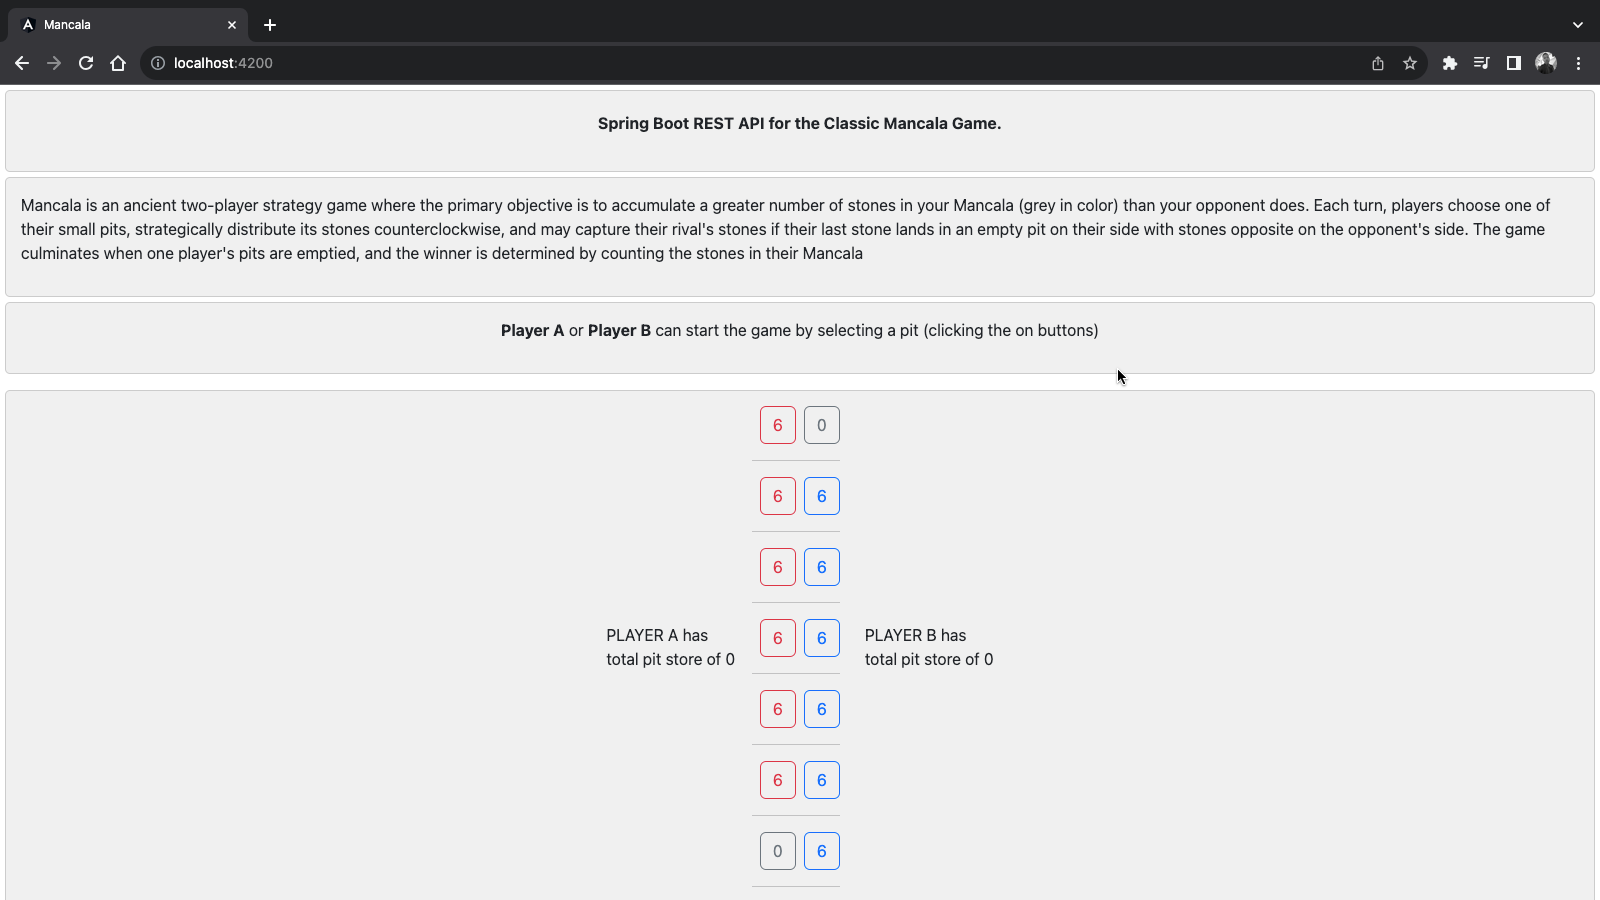 Mancala
localhost:4200
Spring Boot REST API for the Classic Mancala Game.
Mancala is an ancient two-player strategy game where the primary objective is to accumulate a greater number of stones in your Mancala (grey in color) than your opponent does. Each turn, players choose one of
their small pits, strategically distribute its stones counterclockwise, and may capture their rival's stones if their last stone lands in an empty pit on their side with stones opposite on the opponent's side. The game
culminates when one player's pits are emptied, and the winner is determined by counting the stones in their Mancala
Player A or Player B can start the game by selecting a pit (clicking the on buttons)
6 0
6 6
6 6
PLAYER A has
total pit store of 0
6 6
PLAYER B has
total pit store of 0
6 6
6 6
0 6